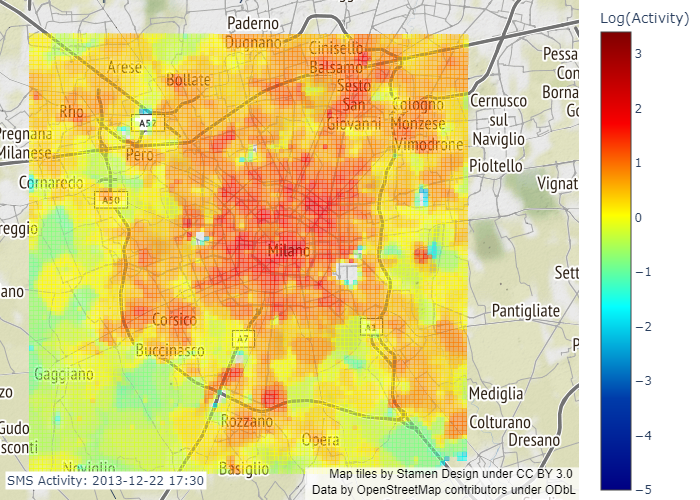 Paderno
Dugnano
Cinisello
Balsamo
Sesto
San
Giovanni
Arese
Bollate
Rho
A52
Pero
Cologno
Monzese
Vimodrone
Cernusco
sul
Naviglio
Pioltello
Pessa
Con
Borna
Go
Vignat
Pregnana
Milanese
Cornaredo
A50
reggio
Milano
ano
Sett
Pantigliate
P
Corsico
A7
A1
Buccinasco
Gaggiano
zo
Gudo
sconti
Rozzano
Opera
Mediglia
Colturano
Dresano
Noviglio
Basiglio
SMS Activity: 2013-12-22 17:30
Map tiles by Stamen Design under CC BY 3.0
Data by OpenStreetMap contributors under ODbL
Log(Activity)
3
2
1
0
−1
−2
−3
−4
−5